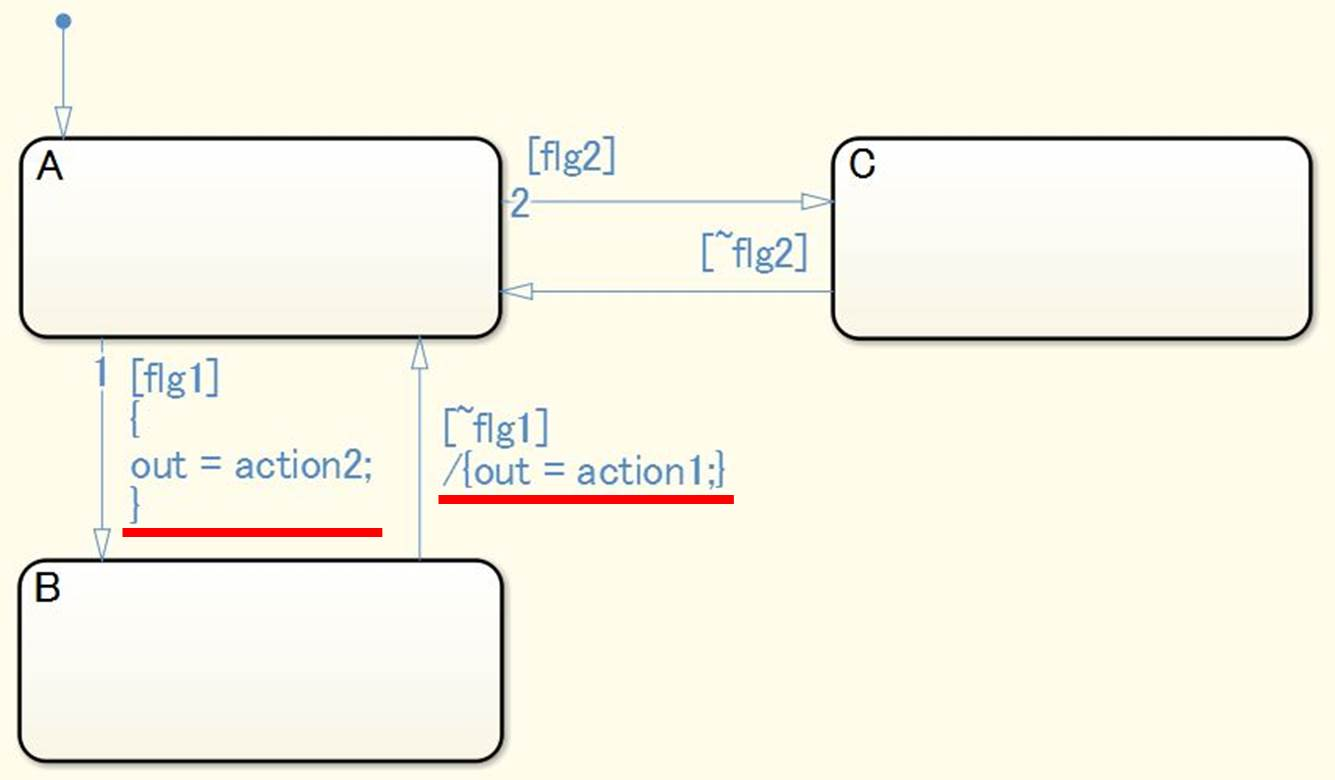 A
[flg2]
2
C
[~flg2]
1
[flg1]
{
out = action2;
}
[~flg1]
/{out = action1;}
B